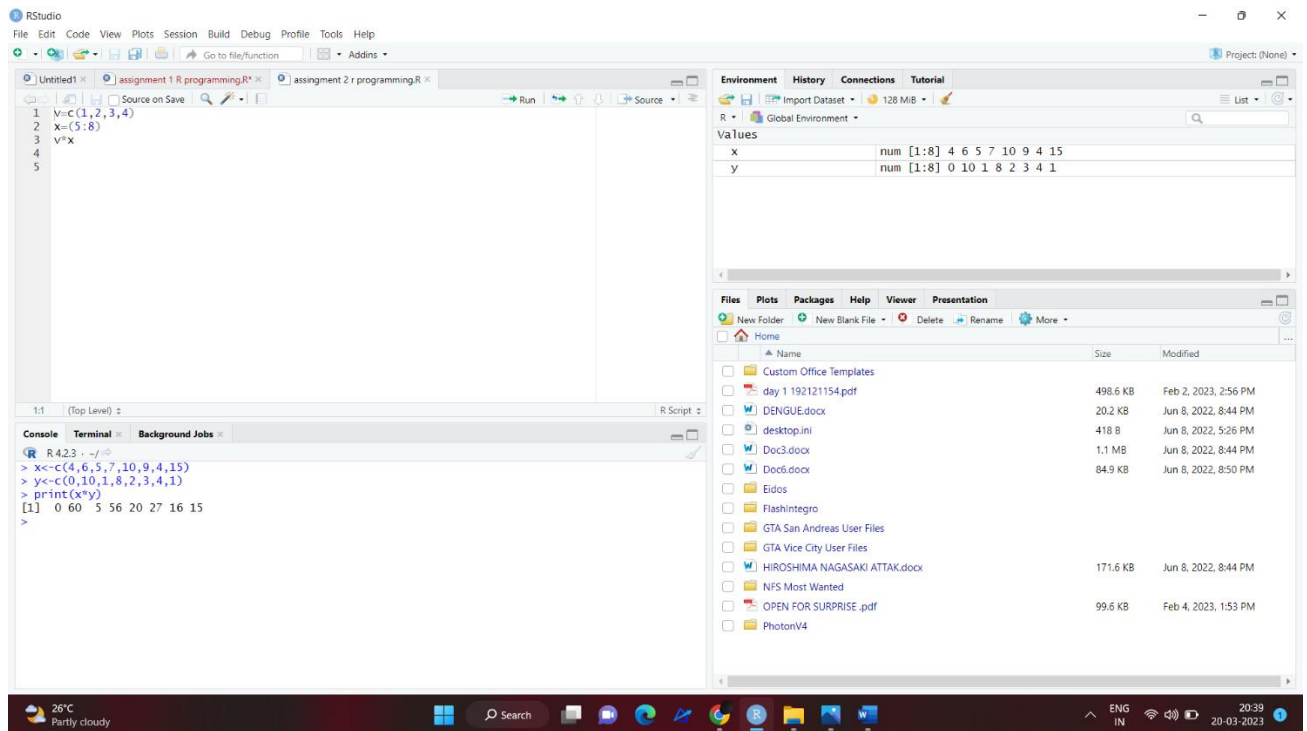 RStudio
File Edit Code View Plots Session Build Debug Profile Tools Help
Go to file/function Addins Project: (None)
Untitled1 assignment 1 R programming.R* assingment 2 r programming.R
Source on Save Run Source
1 v=c(1,2,3,4)
2 x=(5:8)
3 v*x
4
5
1:1 (Top Level) R Script
Console Terminal Background Jobs
R 4.2.3 · ~/
> x<-c(4,6,5,7,10,9,4,15)
> y<-c(0,10,1,8,2,3,4,1)
> print(x*y)
[1] 0 60 5 56 20 27 16 15
>
Environment History Connections Tutorial
Import Dataset 128 MiB List
R Global Environment
Values
x num [1:8] 4 6 5 7 10 9 4 15
y num [1:8] 0 10 1 8 2 3 4 1
Files Plots Packages Help Viewer Presentation
New Folder New Blank File Delete Rename More
Home ...
Name Size Modified
Custom Office Templates
day 1 192121154.pdf 498.6 KB Feb 2, 2023, 2:56 PM
DENGUE.docx 20.2 KB Jun 8, 2022, 8:44 PM
desktop.ini 418 B Jun 8, 2022, 5:26 PM
Doc3.docx 1.1 MB Jun 8, 2022, 8:44 PM
Doc6.docx 84.9 KB Jun 8, 2022, 8:50 PM
Eidos
FlashIntegro
GTA San Andreas User Files
GTA Vice City User Files
HIROSHIMA NAGASAKI ATTAK.docx 171.6 KB Jun 8, 2022, 8:44 PM
NFS Most Wanted
OPEN FOR SURPRISE .pdf 99.6 KB Feb 4, 2023, 1:53 PM
PhotonV4
26°C
Partly cloudy
Search
ENG
IN
20:39
20-03-2023
1